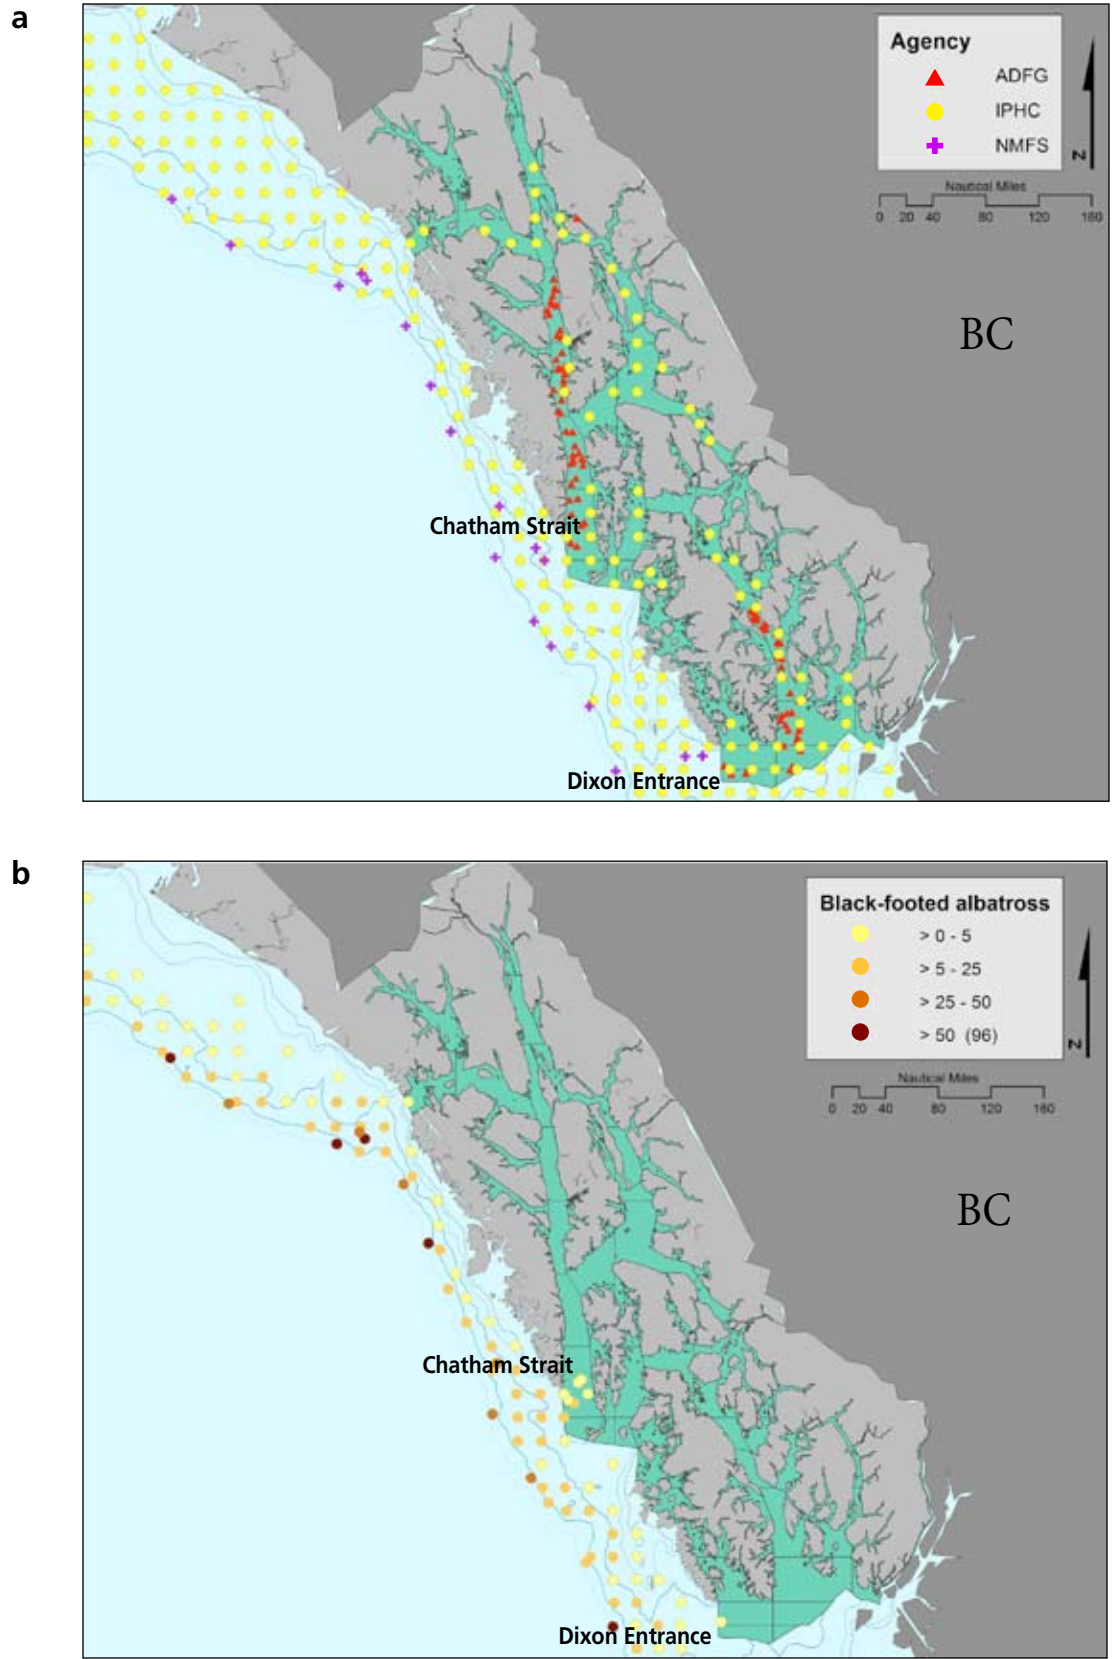 a
Agency
ADFG
IPHC
NMFS
N
Nautical Miles
0 20 40 80 120 160
BC
Chatham Strait
Dixon Entrance
b
Black-footed albatross
> 0 - 5
> 5 - 25
> 25 - 50
> 50 (96)
N
Nautical Miles
0 20 40 80 120 160
BC
Chatham Strait
Dixon Entrance